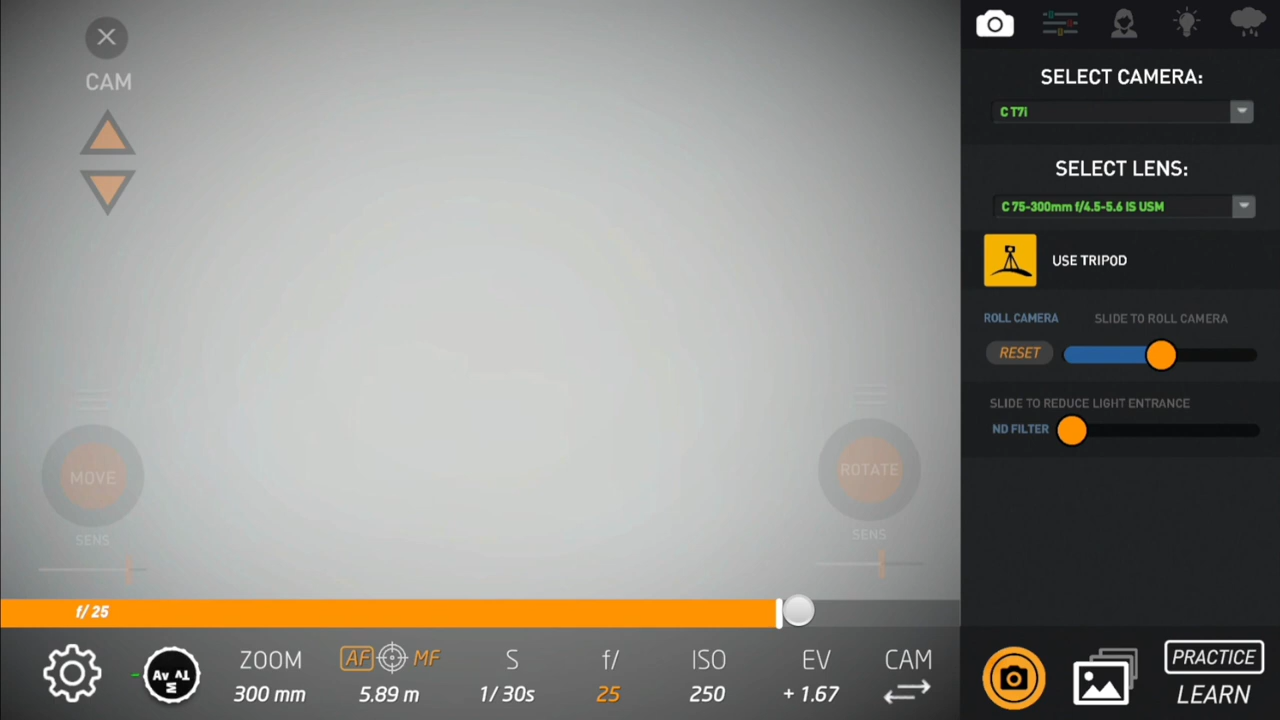 CAM
SELECT CAMERA:
C T7i
SELECT LENS:
C 75-300mm f/4.5-5.6 IS USM
USE TRIPOD
ROLL CAMERA SLIDE TO ROLL CAMERA
RESET
SLIDE TO REDUCE LIGHT ENTRANCE
ND FILTER
MOVE
ROTATE
SENS
SENS
f/ 25
ZOOM
300 mm
AF MF
5.89 m
S
1/ 30s
f/
25
ISO
250
EV
+ 1.67
CAM
Av Tv
M
PRACTICE
LEARN